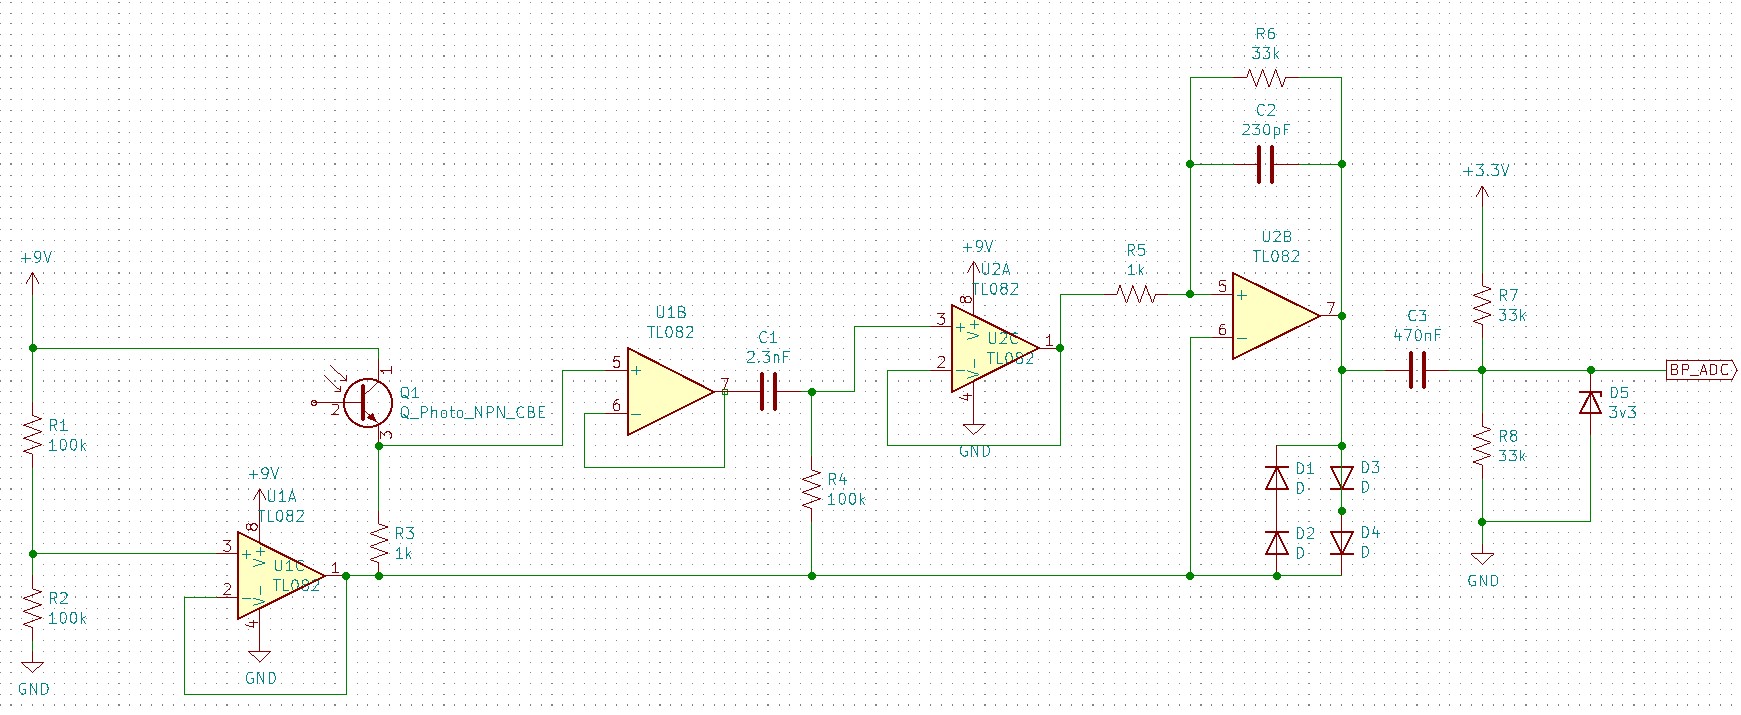 R6
33k
C2
230pF
+3.3V
U2B
TL082
5
+
6
−
7
R5
1k
+9V
U2A
TL082
8
3
+
V+
2
−
V-
4
1
U2C
TL082
GND
R7
33k
C3
470nF
BP_ADC
D5
3v3
R8
33k
GND
U1B
TL082
5
+
6
−
7
C1
2.3nF
R4
100k
D1
D
D3
D
D2
D
D4
D
+9V
1
2
3
Q1
Q_Photo_NPN_CBE
R1
100k
R3
1k
+9V
U1A
TL082
8
3
+
V+
2
−
V-
4
1
U1C
TL082
GND
R2
100k
GND